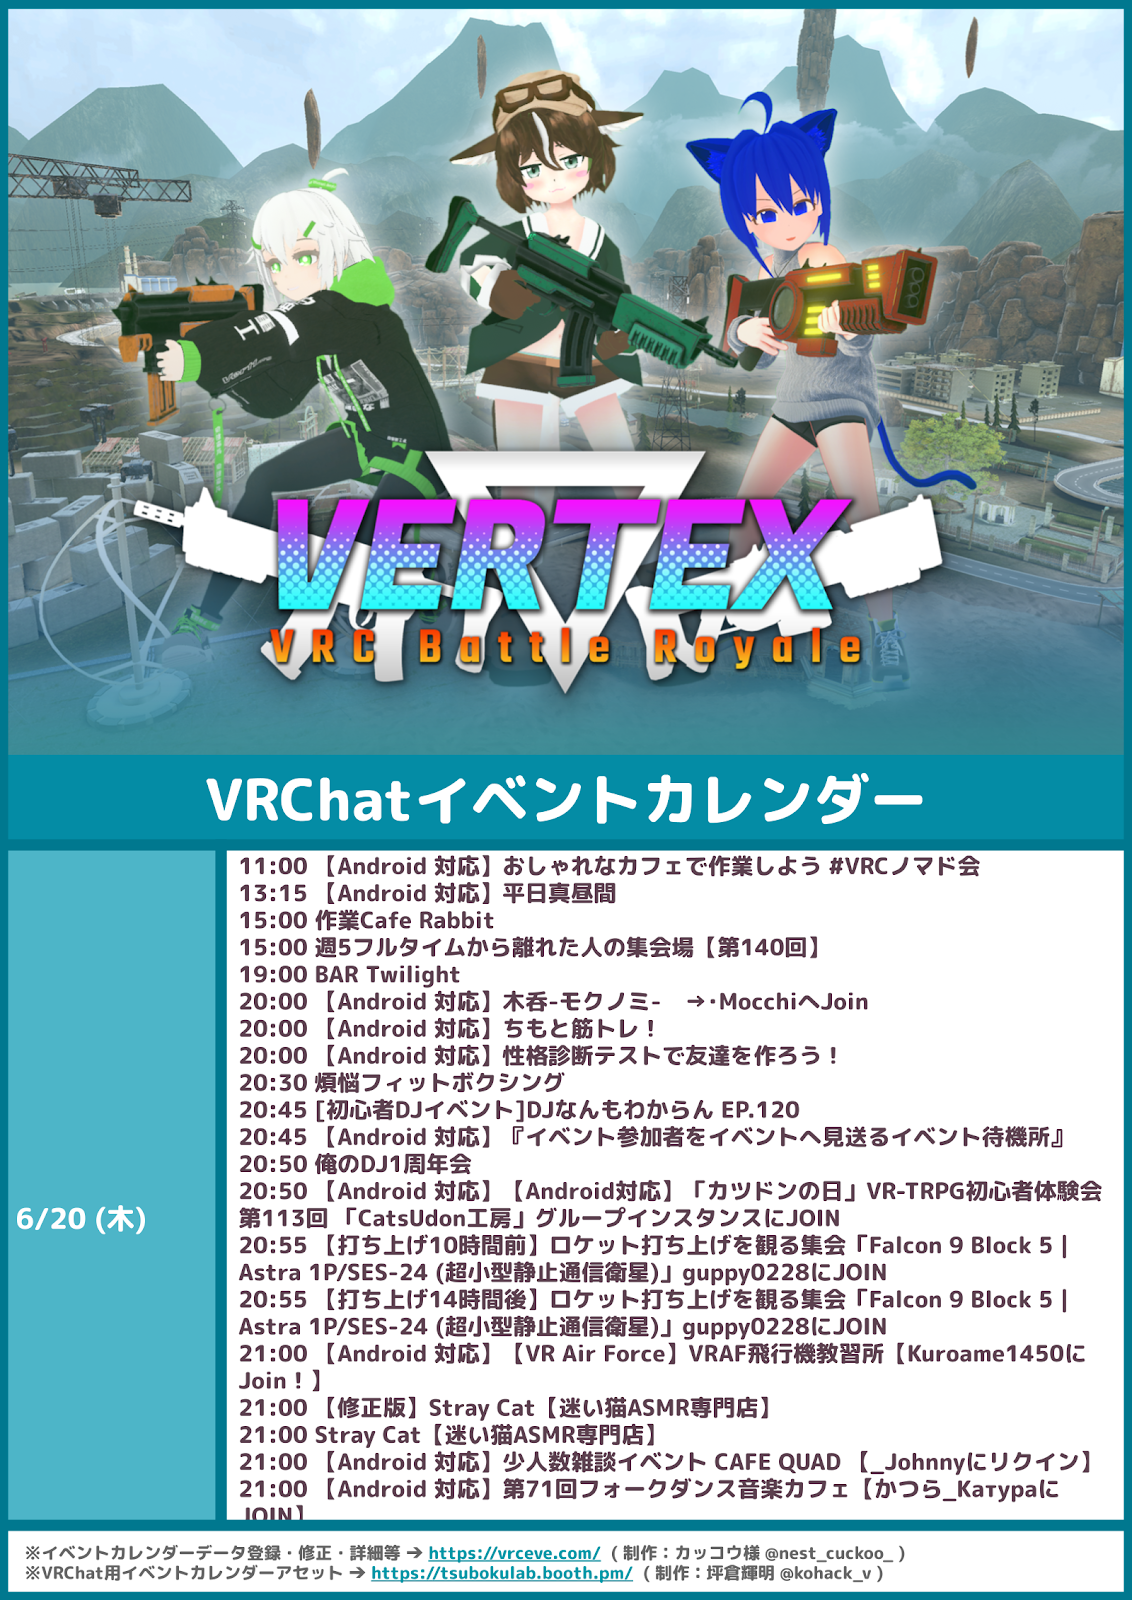 VERTEX
VRC Battle Royale
VRChatイベントカレンダー
6/20 (木)
11:00 【Android 対応】おしゃれなカフェで作業しよう #VRCノマド会
13:15 【Android 対応】平日真昼間
15:00 作業Cafe Rabbit
15:00 週5フルタイムから離れた人の集会場【第140回】
19:00 BAR Twilight
20:00 【Android 対応】木呑-モクノミ-　→･MocchiへJoin
20:00 【Android 対応】ちもと筋トレ！
20:00 【Android 対応】性格診断テストで友達を作ろう！
20:30 煩悩フィットボクシング
20:45 [初心者DJイベント]DJなんもわからん EP.120
20:45 【Android 対応】『イベント参加者をイベントへ見送るイベント待機所』
20:50 俺のDJ1周年会
20:50 【Android 対応】【Android対応】「カツドンの日」VR-TRPG初心者体験会
第113回 「CatsUdon工房」グループインスタンスにJOIN
20:55 【打ち上げ10時間前】ロケット打ち上げを観る集会「Falcon 9 Block 5 |
Astra 1P/SES-24 (超小型静止通信衛星)」guppy0228にJOIN
20:55 【打ち上げ14時間後】ロケット打ち上げを観る集会「Falcon 9 Block 5 |
Astra 1P/SES-24 (超小型静止通信衛星)」guppy0228にJOIN
21:00 【Android 対応】【VR Air Force】VRAF飛行機教習所【Kuroame1450に
Join！】
21:00 【修正版】Stray Cat【迷い猫ASMR専門店】
21:00 Stray Cat【迷い猫ASMR専門店】
21:00 【Android 対応】少人数雑談イベント CAFE QUAD 【_Johnnyにリクイン】
21:00 【Android 対応】第71回フォークダンス音楽カフェ【かつら_Катураに
JOIN】
※イベントカレンダーデータ登録・修正・詳細等 → https://vrceve.com/ ( 制作：カッコウ様 @nest_cuckoo_ )
※VRChat用イベントカレンダーアセット → https://tsubokulab.booth.pm/ ( 制作：坪倉輝明 @kohack_v )